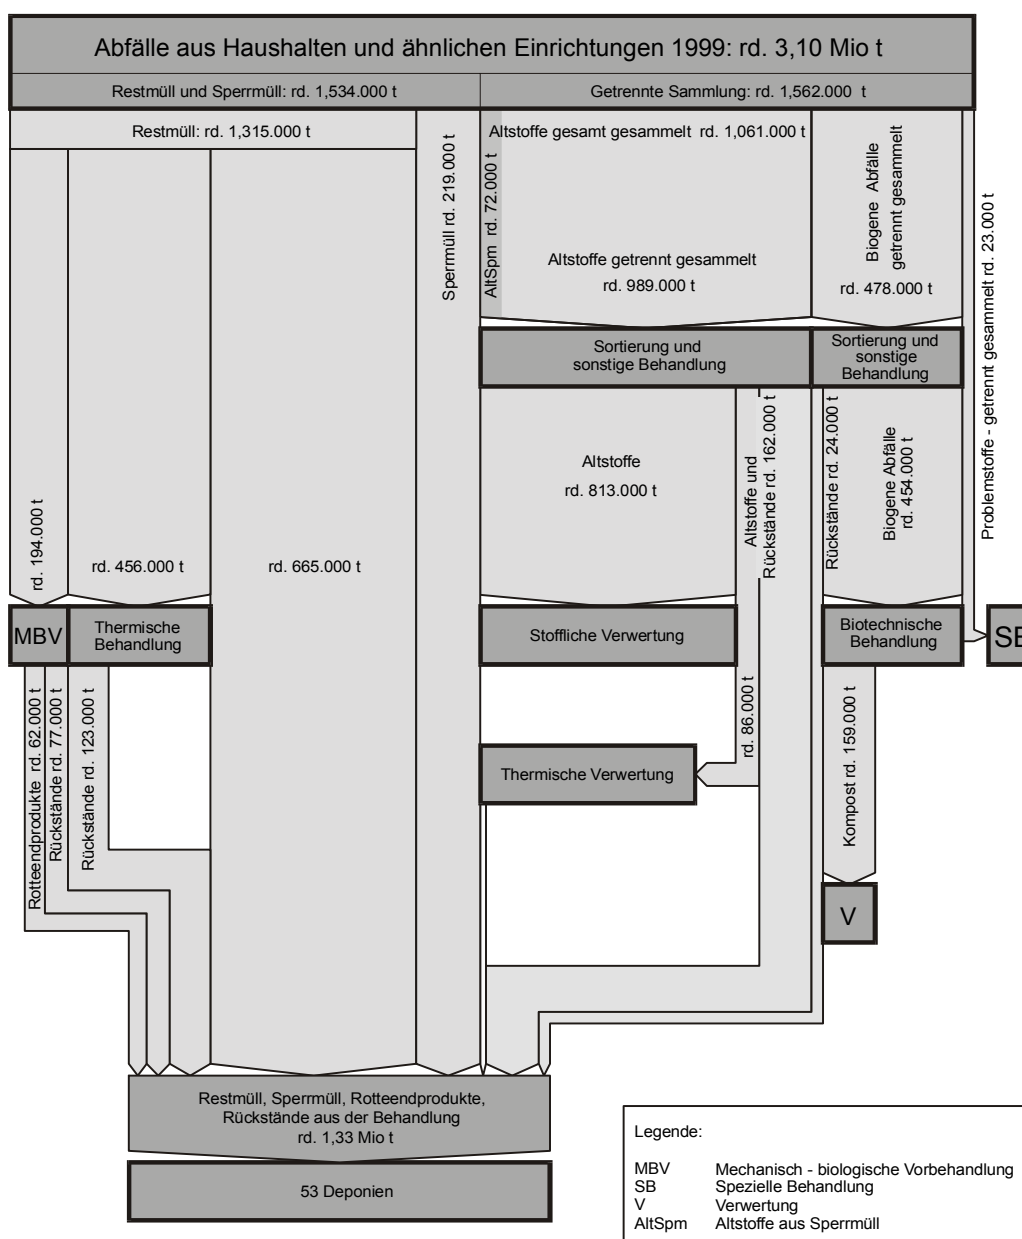 Abfälle aus Haushalten und ähnlichen Einrichtungen 1999: rd. 3,10 Mio t
Restmüll und Sperrmüll: rd. 1,534.000 t
Getrennte Sammlung: rd. 1,562.000 t
Restmüll: rd. 1,315.000 t
Sperrmüll rd. 219.000 t
AltSpm rd. 72.000 t
Altstoffe gesamt gesammelt rd. 1,061.000 t
Altstoffe getrennt gesammelt
rd. 989.000 t
Biogene Abfälle
getrennt gesammelt
rd. 478.000 t
Problemstoffe - getrennt gesammelt rd. 23.000 t
Sortierung und
sonstige Behandlung
Sortierung und
sonstige
Behandlung
Altstoffe
rd. 813.000 t
Altstoffe und
Rückstände rd. 162.000 t
Rückstände rd. 24.000 t
Biogene Abfälle
rd. 454.000 t
rd. 194.000 t
rd. 456.000 t
rd. 665.000 t
MBV
Thermische
Behandlung
Stoffliche Verwertung
Biotechnische
Behandlung
SB
Rotteendprodukte rd. 62.000 t
Rückstände rd. 77.000 t
Rückstände rd. 123.000 t
rd. 86.000 t
Thermische Verwertung
Kompost rd. 159.000 t
V
Restmüll, Sperrmüll, Rotteendprodukte,
Rückstände aus der Behandlung
rd. 1,33 Mio t
53 Deponien
Legende:
MBV Mechanisch - biologische Vorbehandlung
SB Spezielle Behandlung
V Verwertung
AltSpm Altstoffe aus Sperrmüll